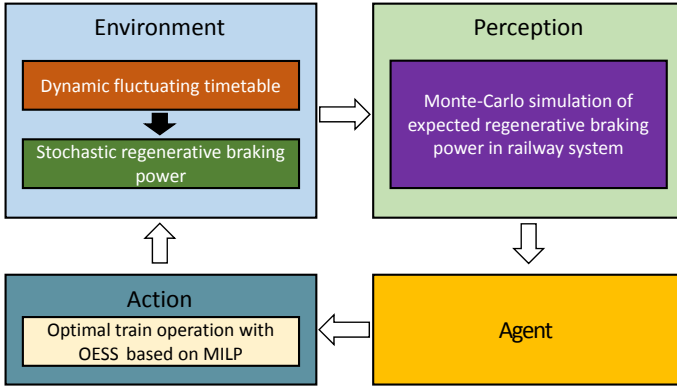 Environment
Dynamic fluctuating timetable
Stochastic regenerative braking
power
Perception
Monte-Carlo simulation of
expected regenerative braking
power in railway system
Action
Optimal train operation with
OESS based on MILP
Agent